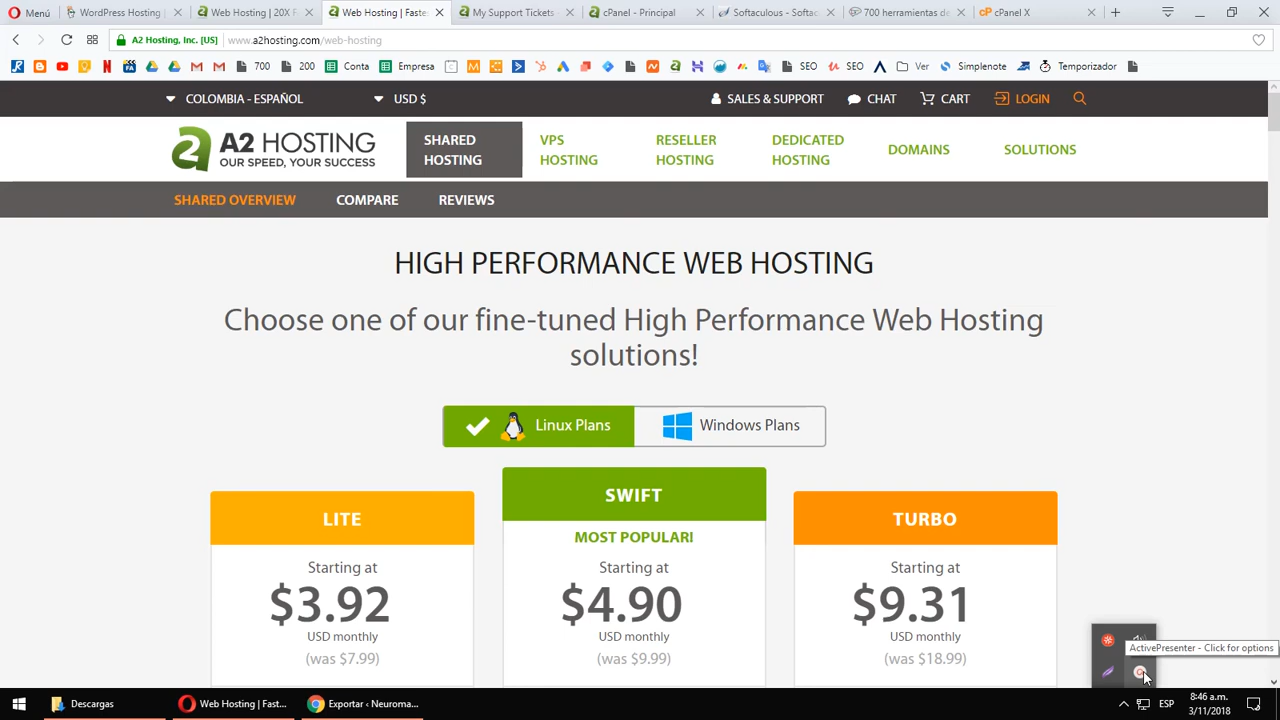 Menú
WordPress Hosting |
Web Hosting | 20X F
Web Hosting | Faste
My Support Tickets
cPanel - Principal
Softaculous - Softac
700 herramientas de
cPanel X
A2 Hosting, Inc. [US]
www.a2hosting.com/web-hosting
700
200
Conta
Empresa
SEO
SEO
Ver
Simplenote
Temporizador
COLOMBIA - ESPAÑOL
USD $
SALES & SUPPORT
CHAT
CART
LOGIN
A2 HOSTING
OUR SPEED, YOUR SUCCESS
SHARED
HOSTING
VPS
HOSTING
RESELLER
HOSTING
DEDICATED
HOSTING
DOMAINS
SOLUTIONS
SHARED OVERVIEW
COMPARE
REVIEWS
HIGH PERFORMANCE WEB HOSTING
Choose one of our fine-tuned High Performance Web Hosting
solutions!
Linux Plans
Windows Plans
LITE
Starting at
$3.92
USD monthly
(was $7.99)
SWIFT
MOST POPULAR!
Starting at
$4.90
USD monthly
(was $9.99)
TURBO
Starting at
$9.31
USD monthly
(was $18.99)
ActivePresenter - Click for options
Descargas
Web Hosting | Fast...
Exportar ‹ Neuroma...
ESP
8:46 a.m.
3/11/2018